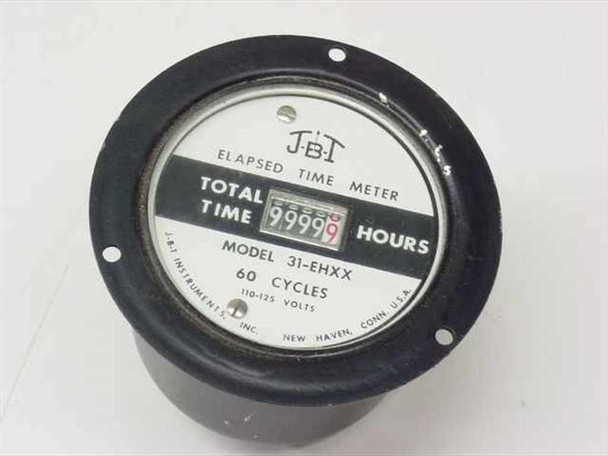 J-B-T
ELAPSED TIME METER
TOTAL TIME 99999 HOURS
MODEL 31-EHXX
60 CYCLES
110-125 VOLTS
J-B-T INSTRUMENTS, INC. NEW HAVEN, CONN. U.S.A.